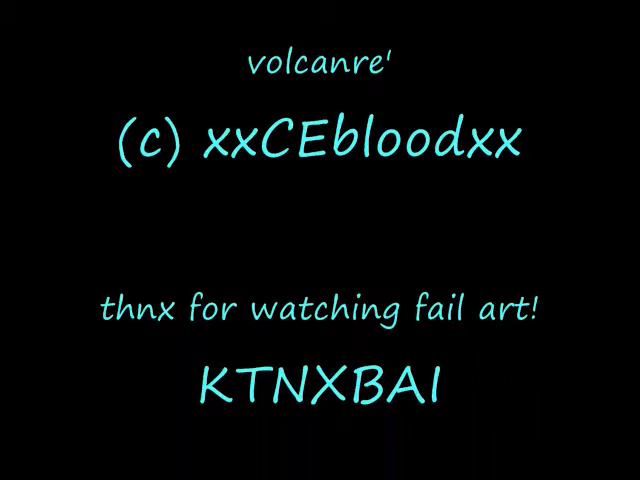 volcanre'
(c) xxCEbloodxx
thnx for watching fail art!
KTNXBAI